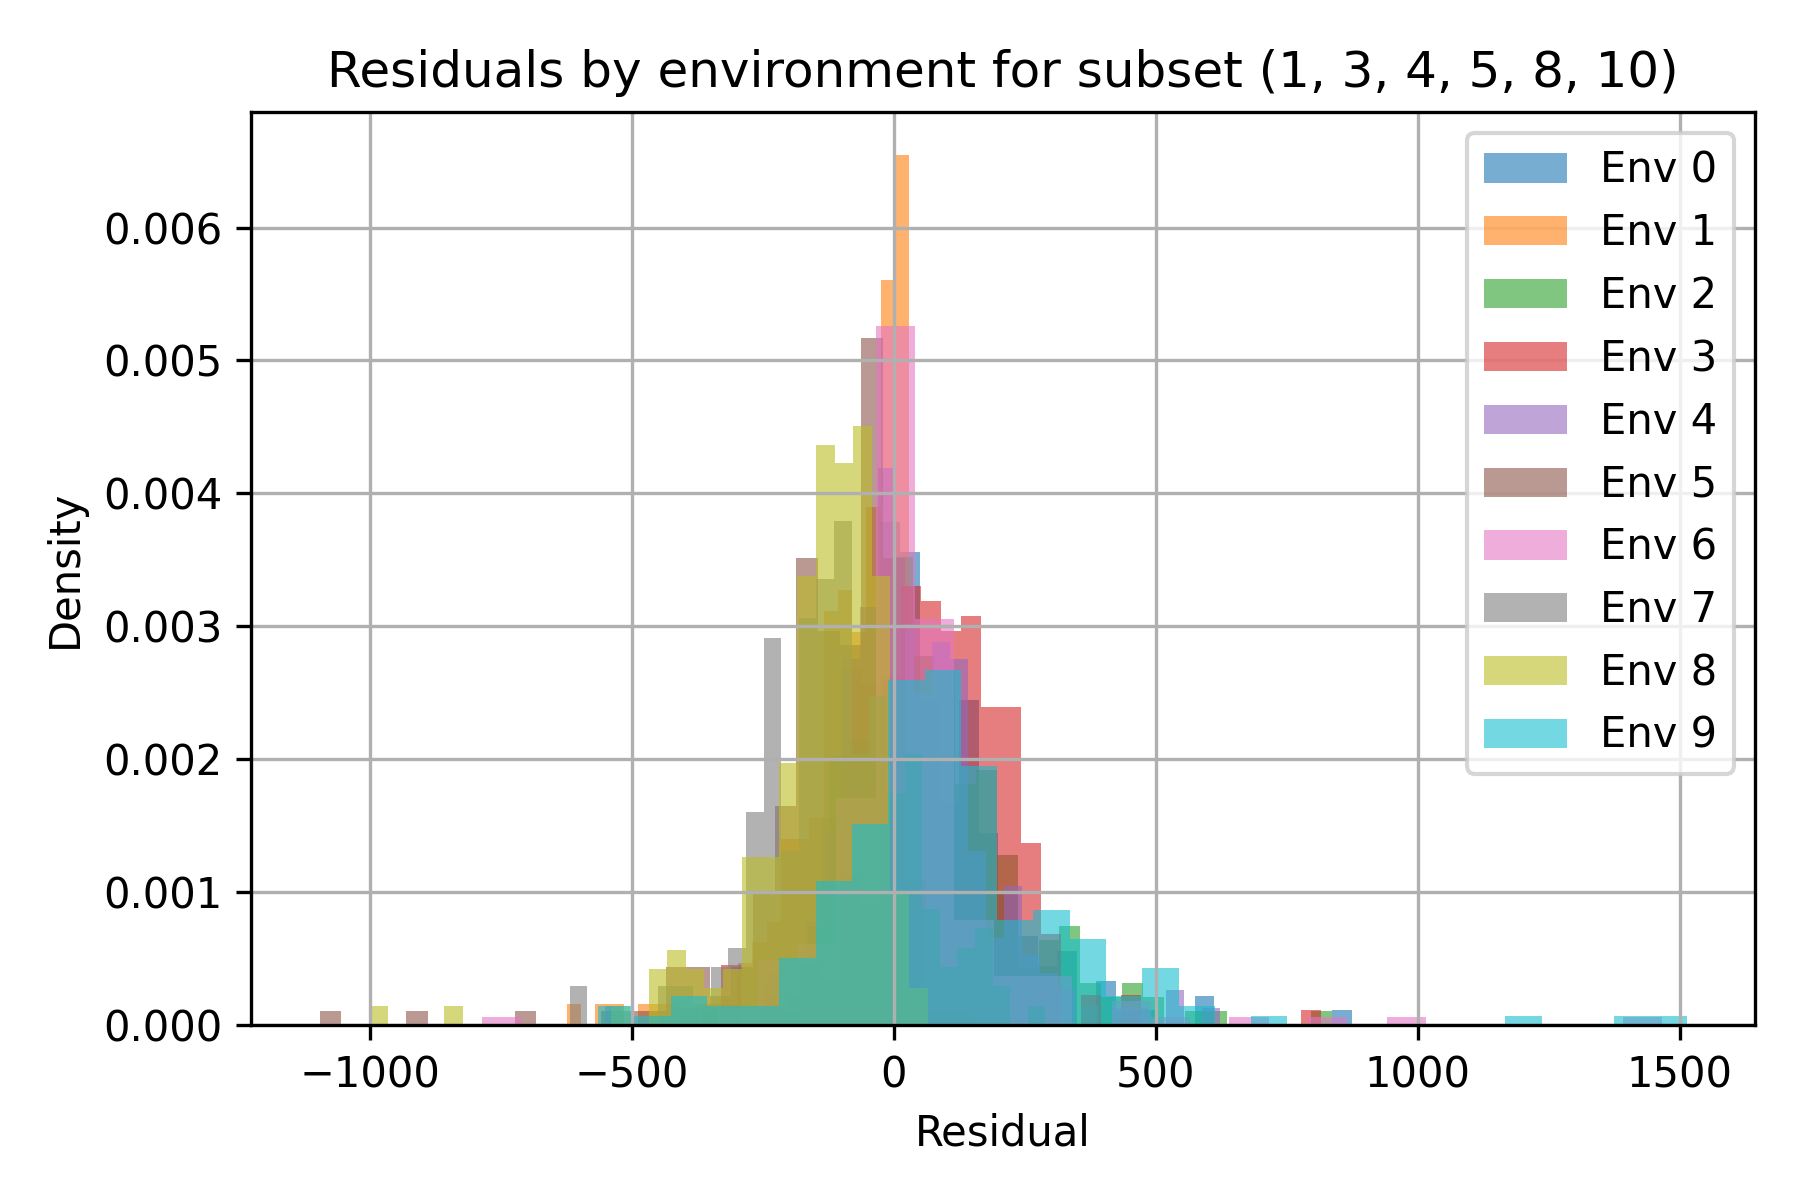 Residuals by environment for subset (1, 3, 4, 5, 8, 10)
Env 0
Env 1
Env 2
Env 3
Env 4
Env 5
Env 6
Env 7
Env 8
Env 9
Density
0.006
0.005
0.004
0.003
0.002
0.001
0.000
−1000 −500 0 500 1000 1500
Residual